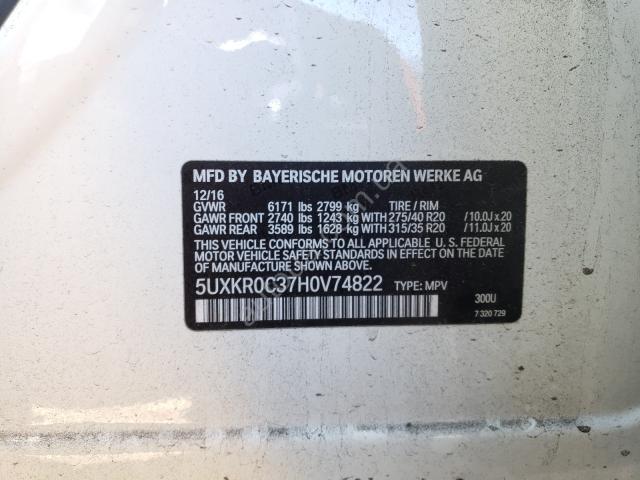 MFD BY BAYERISCHE MOTOREN WERKE AG
12/16
GVWR 6171 lbs 2799 kg TIRE / RIM
GAWR FRONT 2740 lbs 1243 kg WITH 275/40 R20 /10.0J x 20
GAWR REAR 3589 lbs 1628 kg WITH 315/35 R20 /11.0J x 20
THIS VEHICLE CONFORMS TO ALL APPLICABLE U. S. FEDERAL
MOTOR VEHICLE SAFETY STANDARDS IN EFFECT ON THE DATE
OF MANUFACTURE SHOWN ABOVE.
5UXKR0C37H0V74822 TYPE: MPV
300U
7 320 729